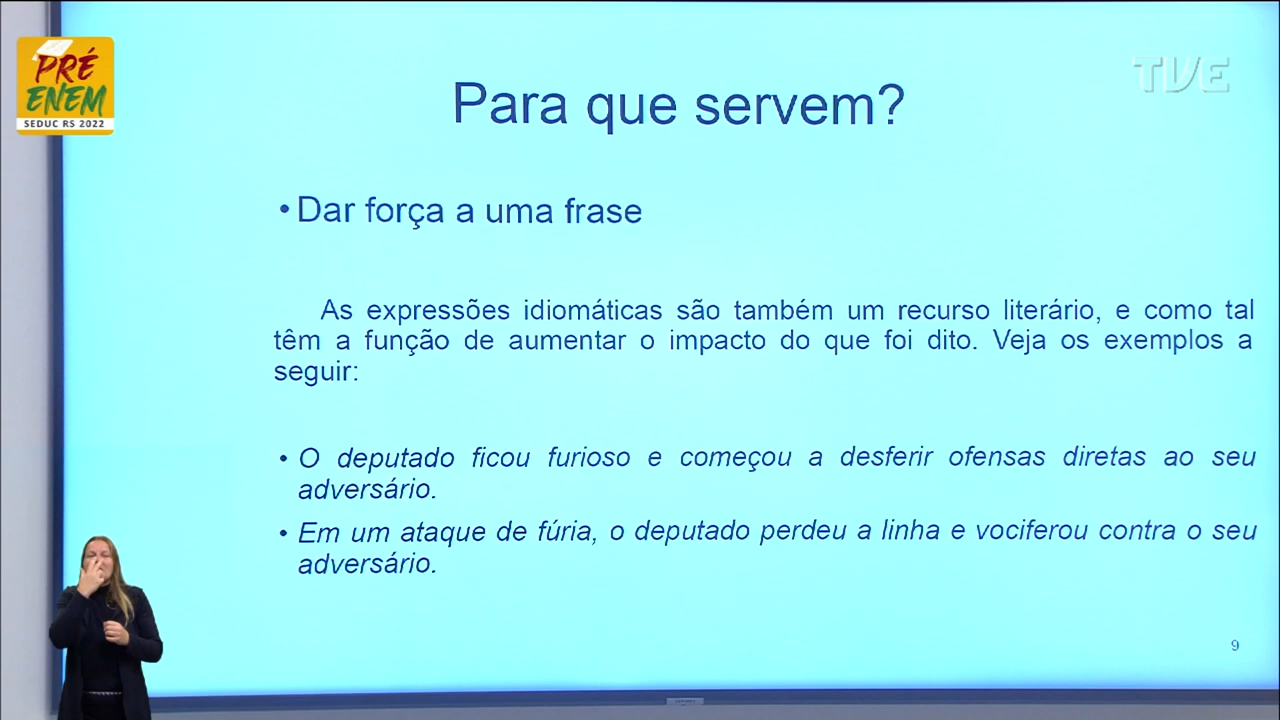 PRÉ
ENEM
SEDUC RS 2022
TVE
Para que servem?
• Dar força a uma frase
As expressões idiomáticas são também um recurso literário, e como tal
têm a função de aumentar o impacto do que foi dito. Veja os exemplos a
seguir:
• O deputado ficou furioso e começou a desferir ofensas diretas ao seu
adversário.
• Em um ataque de fúria, o deputado perdeu a linha e vociferou contra o seu
adversário.
9